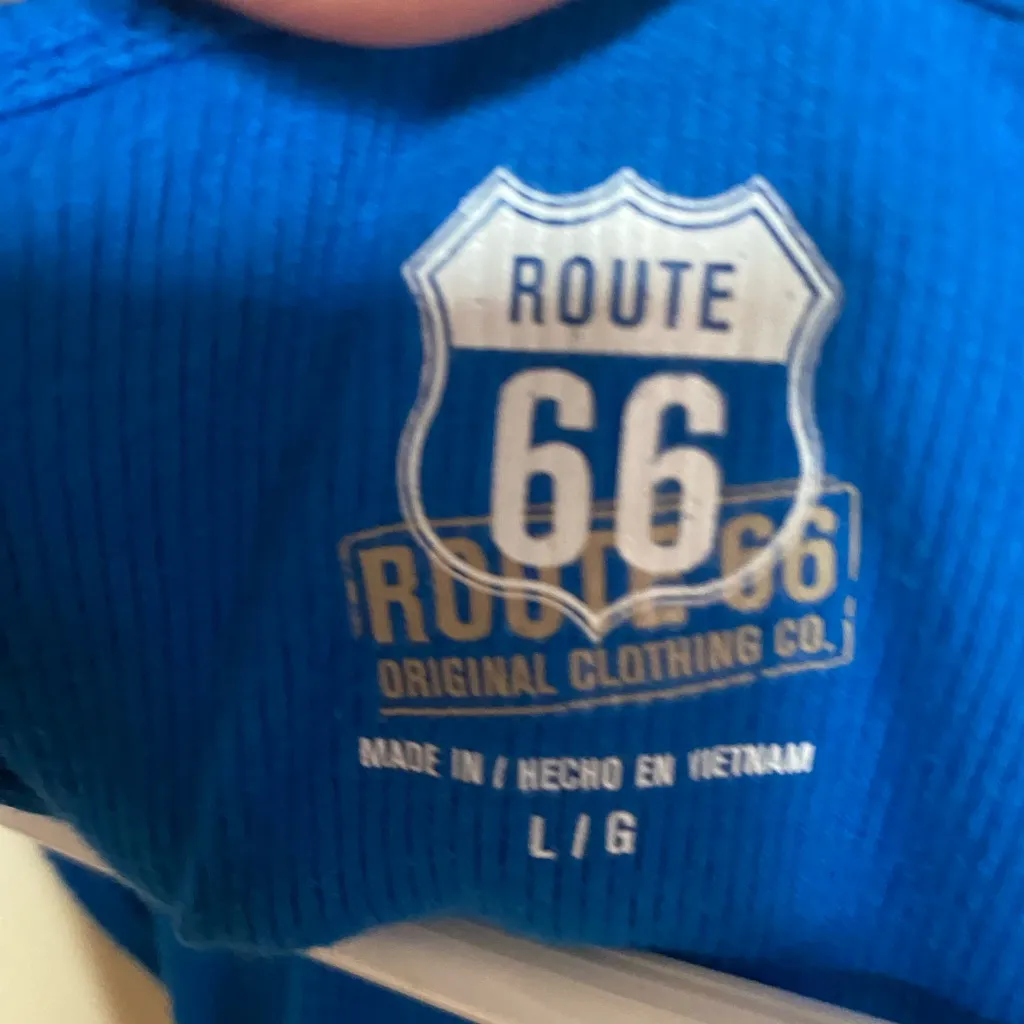 ROUTE
66
ROUTE 66
ORIGINAL CLOTHING CO.
MADE IN / HECHO EN VIETNAM
L / G